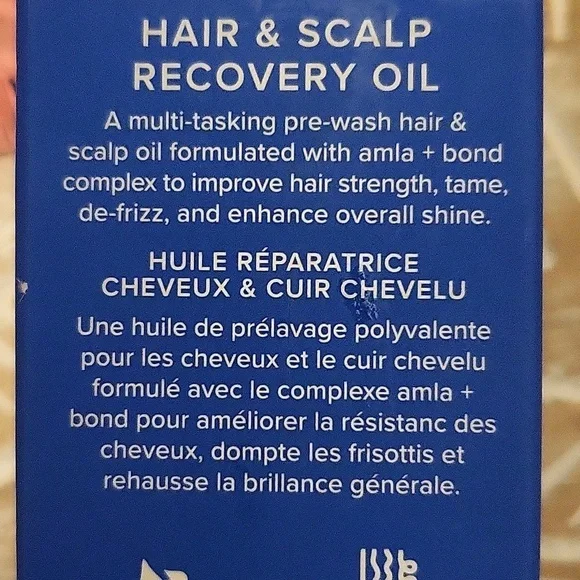 HAIR & SCALP
RECOVERY OIL
A multi-tasking pre-wash hair &
scalp oil formulated with amla + bond
complex to improve hair strength, tame,
de-frizz, and enhance overall shine.
HUILE RÉPARATRICE
CHEVEUX & CUIR CHEVELU
Une huile de prélavage polyvalente
pour les cheveux et le cuir chevelu
formulé avec le complexe amla +
bond pour améliorer la résistanc des
cheveux, dompte les frisottis et
rehausse la brillance générale.